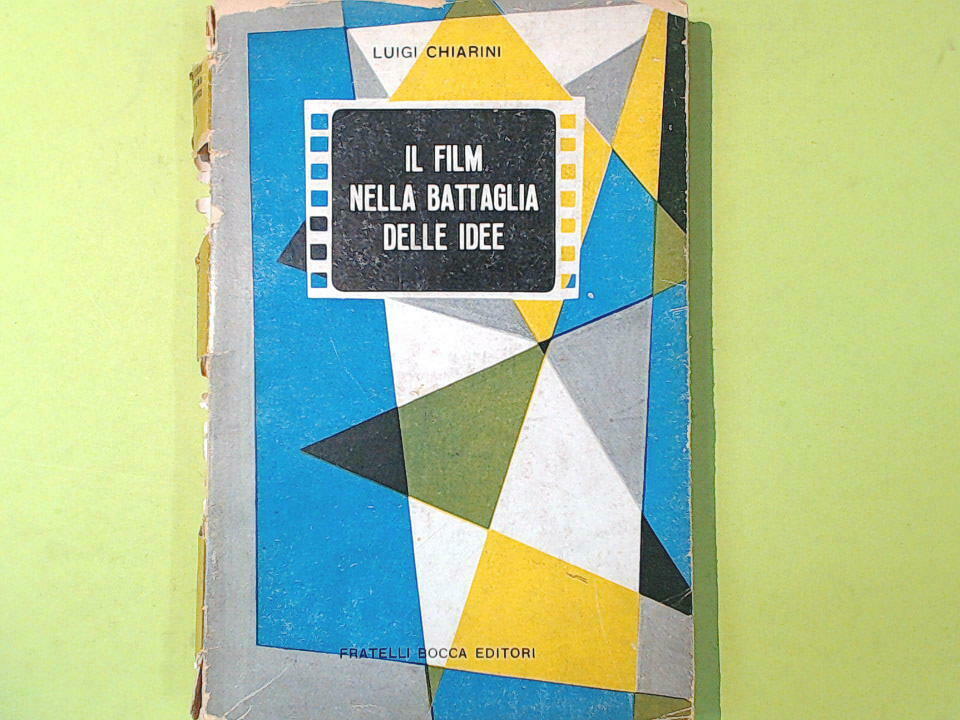 LUIGI CHIARINI
IL FILM
NELLA BATTAGLIA
DELLE IDEE
FRATELLI BOCCA EDITORI